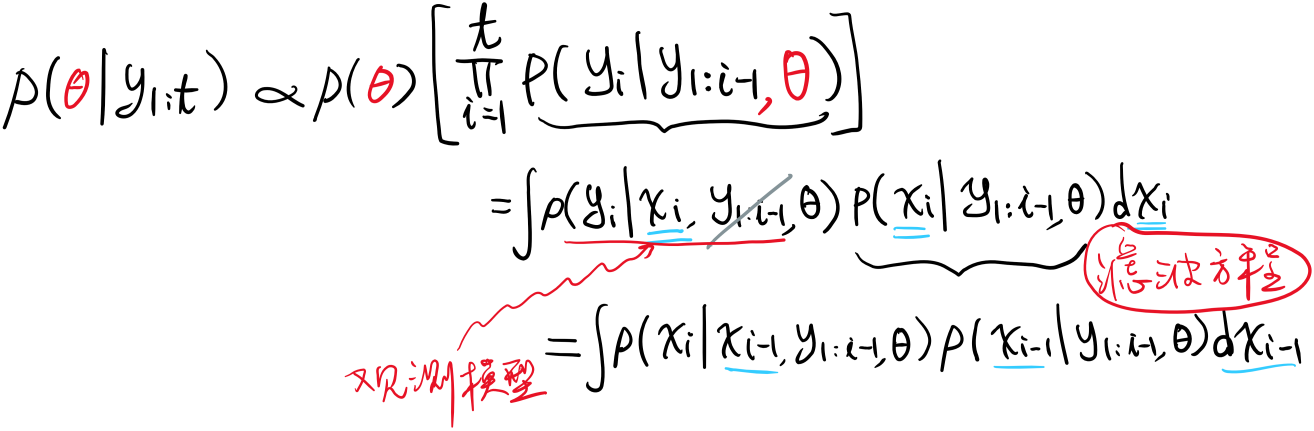 p(θ|y₁:t) ∝ p(θ) [ ∏ᵢ₌₁ᵗ p(yᵢ|y₁:ᵢ₋₁, θ) ]
= ∫ p(yᵢ|xᵢ, y₁:ᵢ₋₁, θ) p(xᵢ|y₁:ᵢ₋₁, θ) dxᵢ
滤波方程
= ∫ p(xᵢ|xᵢ₋₁, y₁:ᵢ₋₁, θ) p(xᵢ₋₁|y₁:ᵢ₋₁, θ) dxᵢ₋₁
观测模型